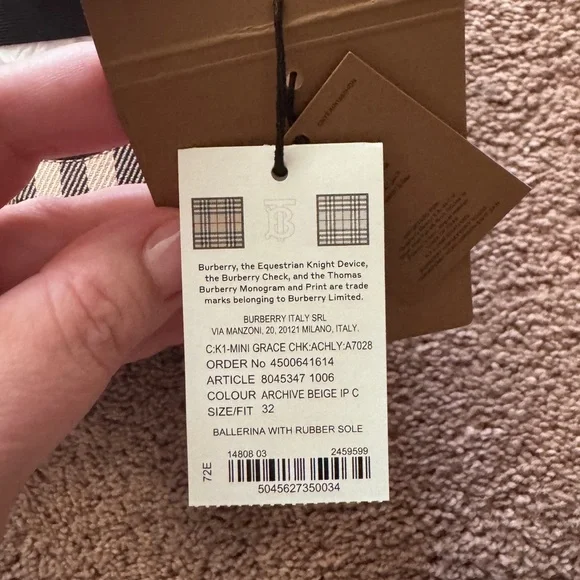 Burberry, the Equestrian Knight Device,
the Burberry Check, and the Thomas
Burberry Monogram and Print are trade
marks belonging to Burberry Limited.
BURBERRY ITALY SRL
VIA MANZONI, 20, 20121 MILANO, ITALY.
C:K1-MINI GRACE CHK:ACHLY:A7028
ORDER No 4500641614
ARTICLE 8045347 1006
COLOUR ARCHIVE BEIGE IP C
SIZE/FIT 32
BALLERINA WITH RUBBER SOLE
14808 03 2459599
72E
5045627350034